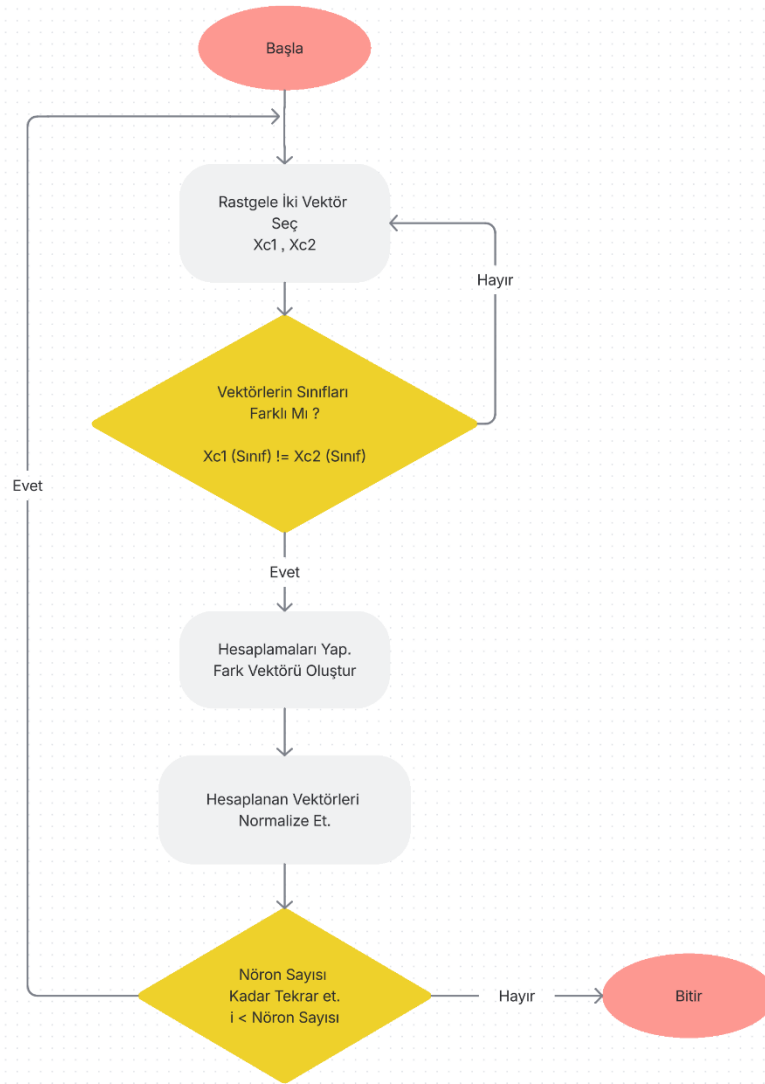 Başla
Rastgele İki Vektör
Seç
Xc1 , Xc2
Hayır
Vektörlerin Sınıfları
Farklı Mı ?
Xc1 (Sınıf) != Xc2 (Sınıf)
Evet
Evet
Hesaplamaları Yap.
Fark Vektörü Oluştur
Hesaplanan Vektörleri
Normalize Et.
Nöron Sayısı
Kadar Tekrar et.
i < Nöron Sayısı
Hayır
Bitir